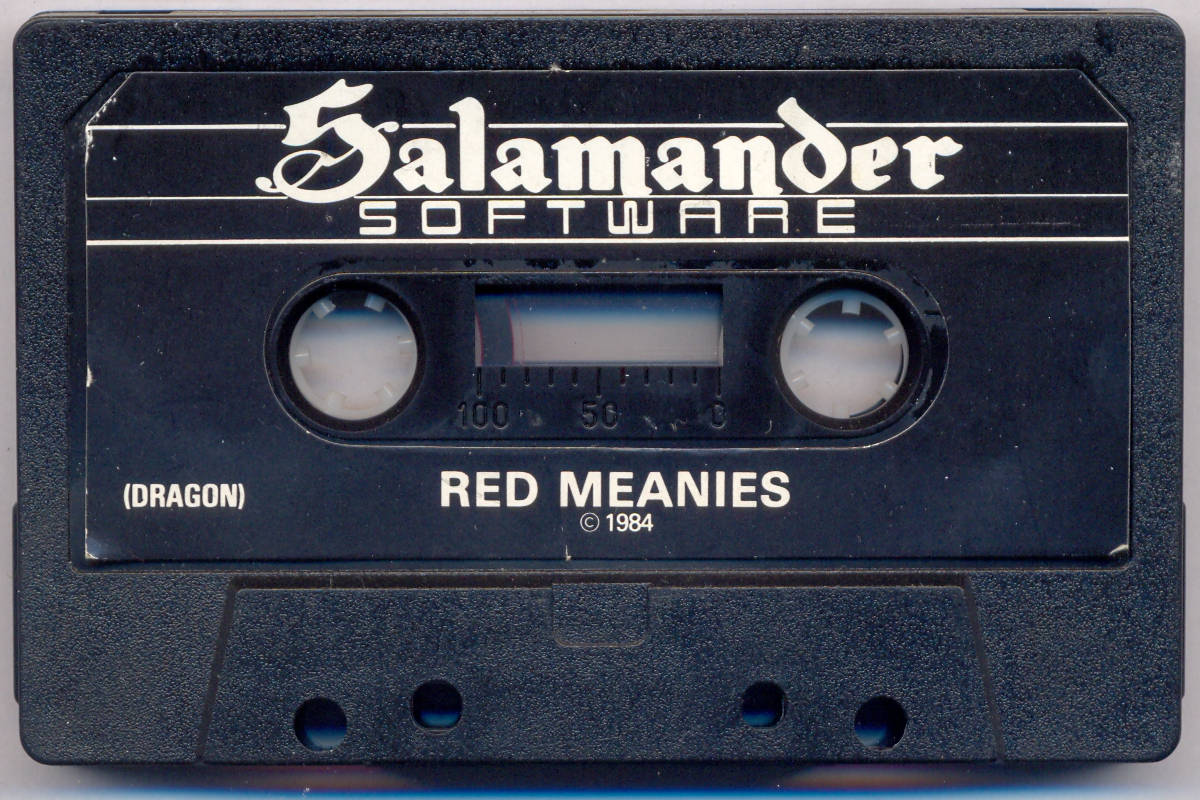 Salamander
SOFTWARE
100 50 0
(DRAGON)
RED MEANIES
© 1984